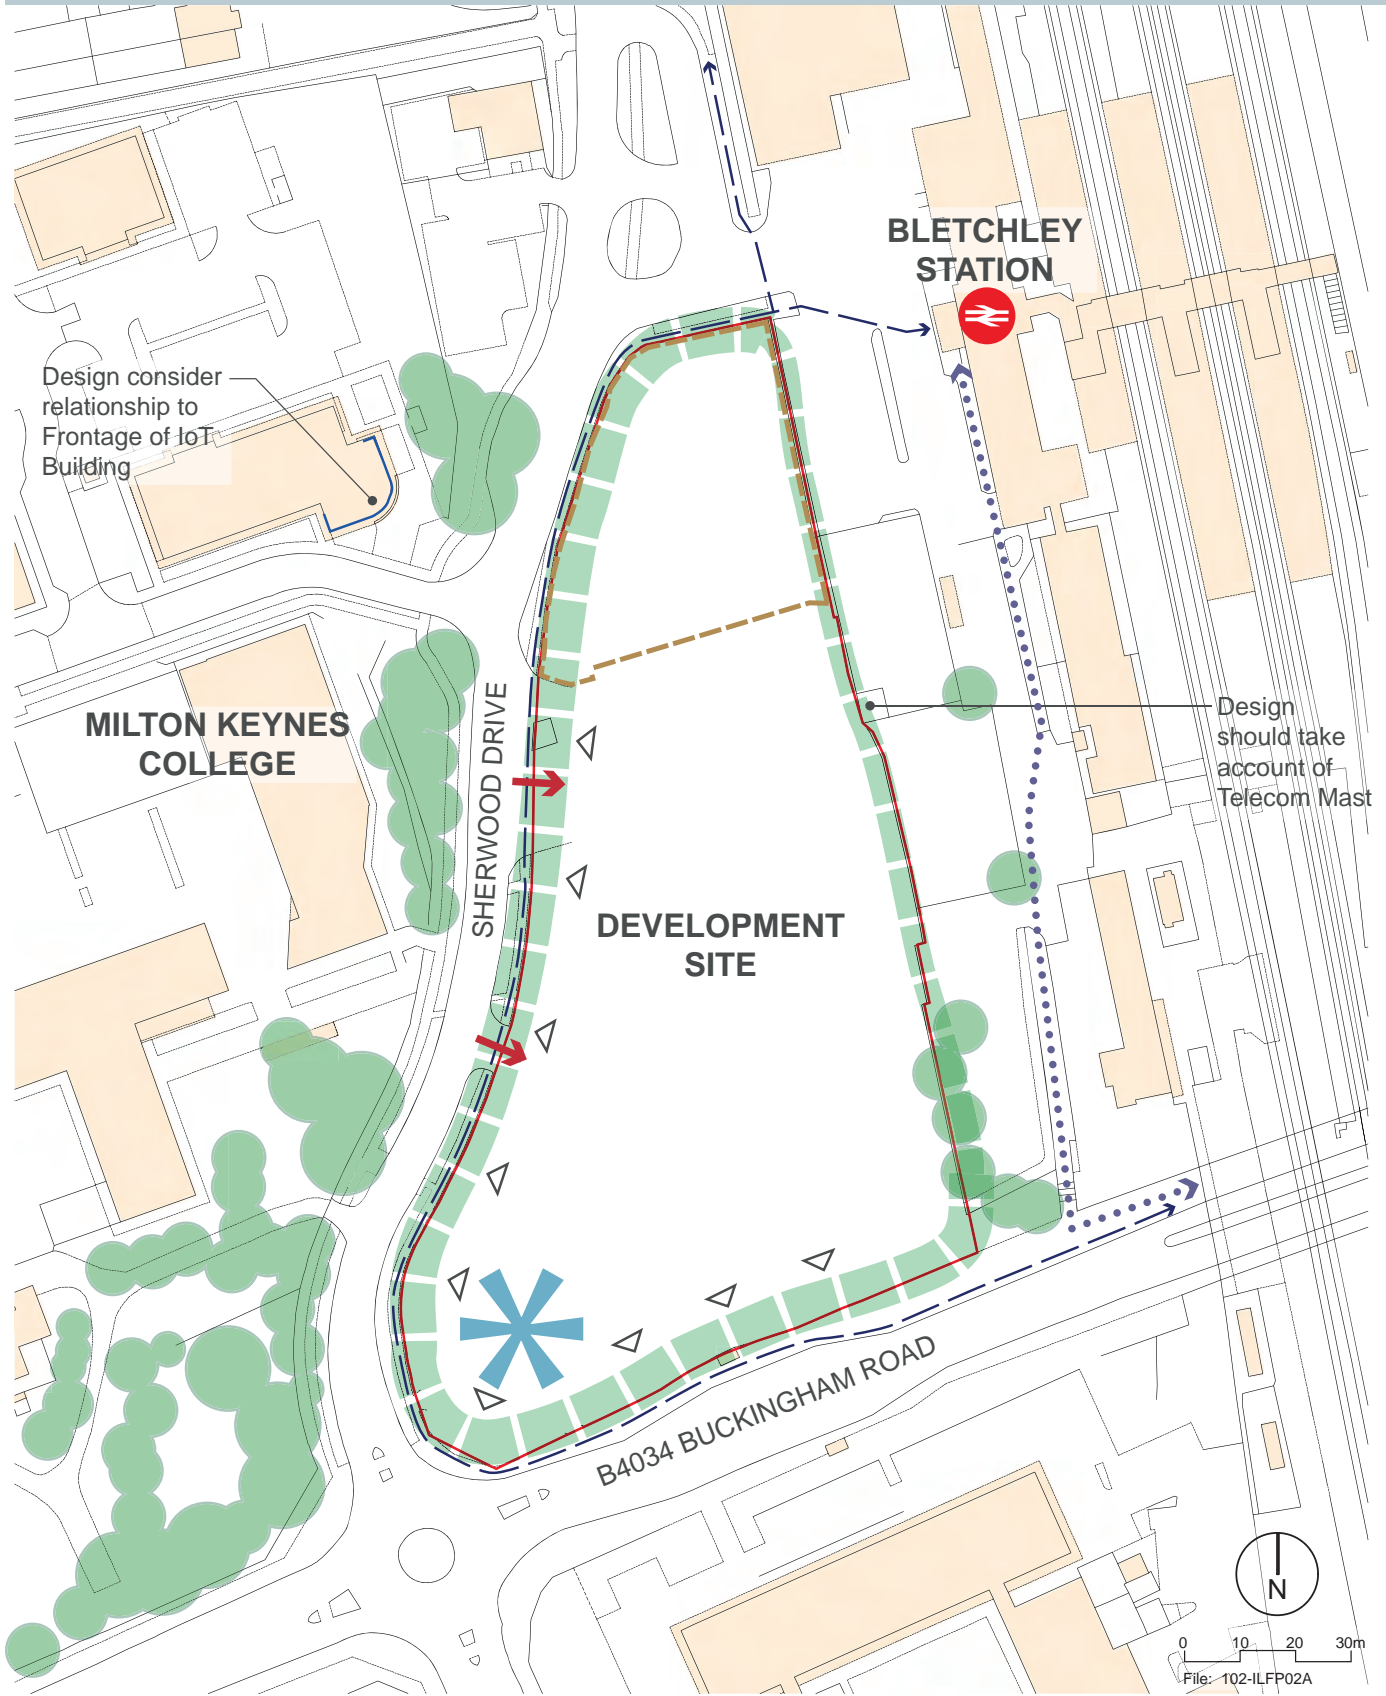 BLETCHLEY
STATION
Design consider
relationship to
Frontage of IoT
Building
MILTON KEYNES
COLLEGE
SHERWOOD DRIVE
Design
should take
account of
Telecom Mast
DEVELOPMENT
SITE
B4034 BUCKINGHAM ROAD
N
0 10 20 30m
File: 102-ILFP02A